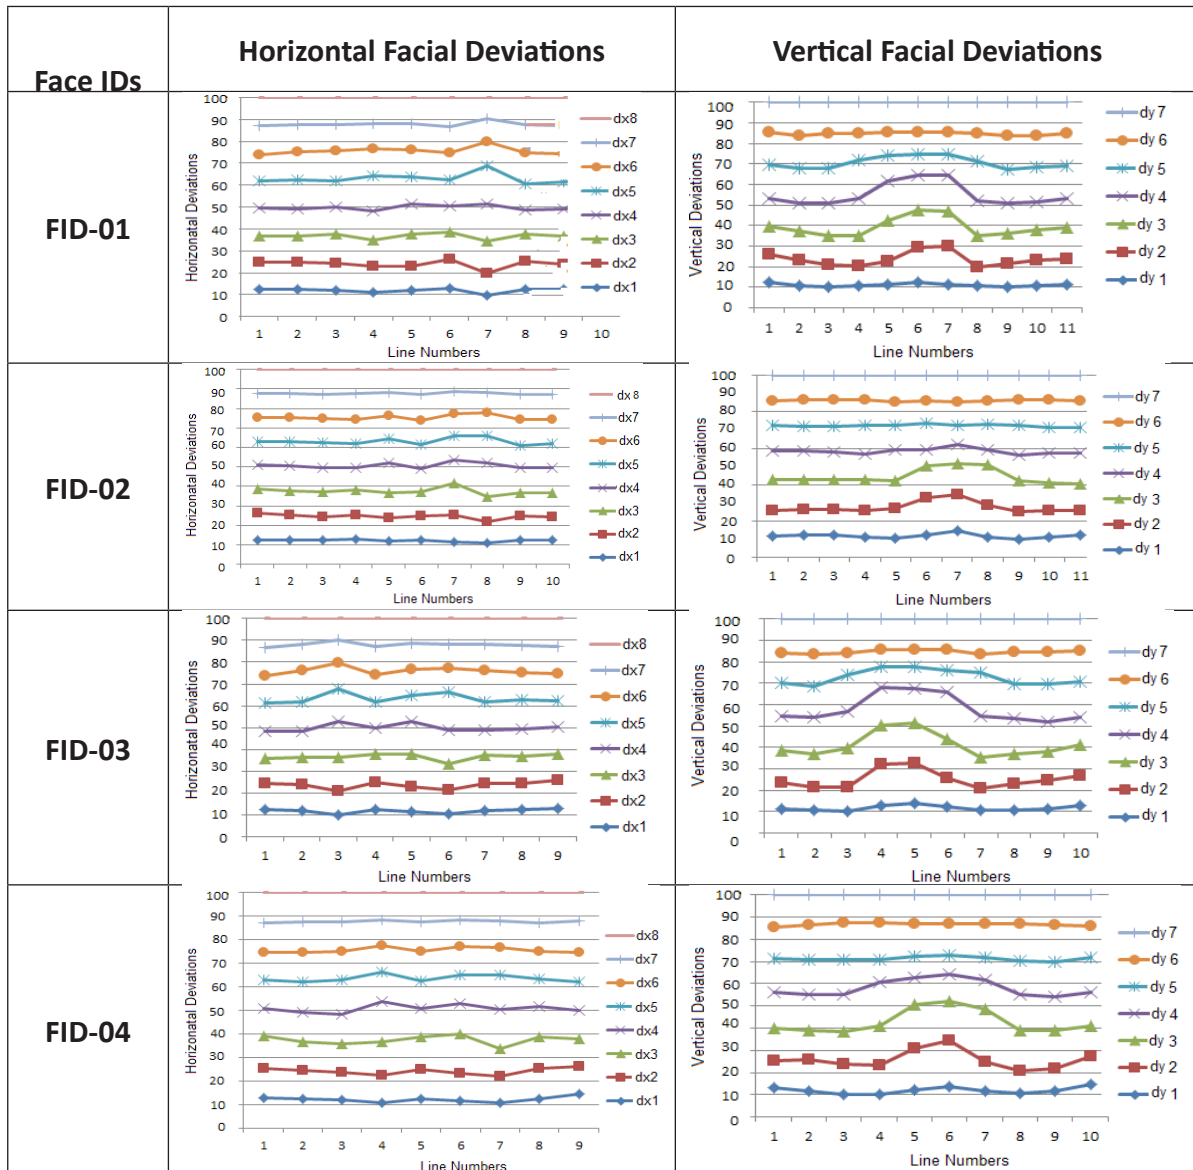 Face IDs
Horizontal Facial Deviations
Vertical Facial Deviations
FID-01
Horizonatal Deviations
100
90
80
70
60
50
40
30
20
10
0
1 2 3 4 5 6 7 8 9 10
Line Numbers
dx8
dx7
dx6
dx5
dx4
dx3
dx2
dx1
Vertical Deviations
100
90
80
70
60
50
40
30
20
10
0
1 2 3 4 5 6 7 8 9 10 11
Line Numbers
dy 7
dy 6
dy 5
dy 4
dy 3
dy 2
dy 1
FID-02
Horizonatal Deviations
100
90
80
70
60
50
40
30
20
10
0
1 2 3 4 5 6 7 8 9 10
Line Numbers
dx 8
dx7
dx6
dx5
dx4
dx3
dx2
dx1
Vertical Deviations
100
90
80
70
60
50
40
30
20
10
0
1 2 3 4 5 6 7 8 9 10 11
Line Numbers
dy 7
dy 6
dy 5
dy 4
dy 3
dy 2
dy 1
FID-03
Horizonatal Deviations
100
90
80
70
60
50
40
30
20
10
0
1 2 3 4 5 6 7 8 9
Line Numbers
dx8
dx7
dx6
dx5
dx4
dx3
dx2
dx1
Vertical Deviations
100
90
80
70
60
50
40
30
20
10
0
1 2 3 4 5 6 7 8 9 10
Line Numbers
dy 7
dy 6
dy 5
dy 4
dy 3
dy 2
dy 1
FID-04
Horizonatal Deviations
100
90
80
70
60
50
40
30
20
10
0
1 2 3 4 5 6 7 8 9
Line Numbers
dx8
dx7
dx6
dx5
dx4
dx3
dx2
dx1
Vertical Deviations
100
90
80
70
60
50
40
30
20
10
0
1 2 3 4 5 6 7 8 9 10
Line Numbers
dy 7
dy 6
dy 5
dy 4
dy 3
dy 2
dy 1